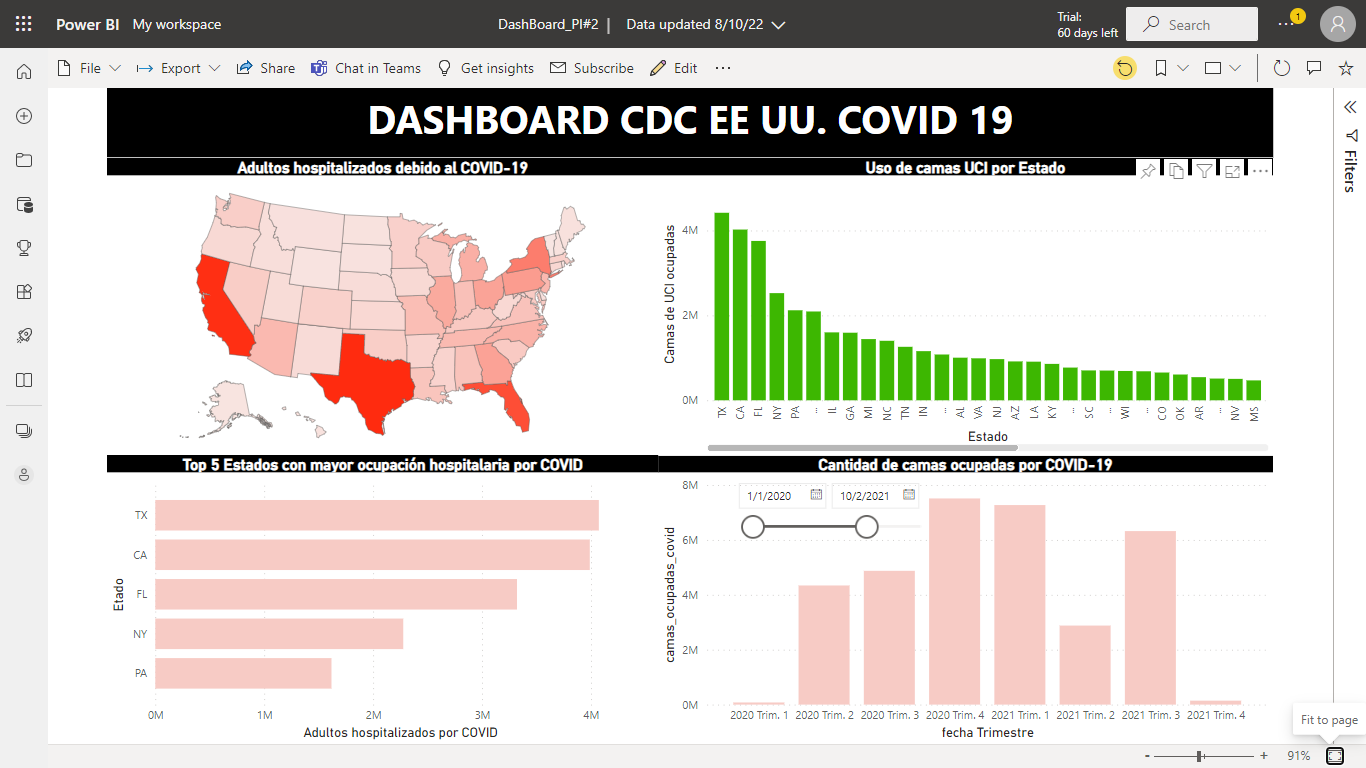 Power BI My workspace
DashBoard_PI#2 | Data updated 8/10/22
Trial:
60 days left
Search
1
File Export Share Chat in Teams Get insights Subscribe Edit ...
Filters
DASHBOARD CDC EE UU. COVID 19
Adultos hospitalizados debido al COVID-19
Uso de camas UCI por Estado
Camas de UCI ocupadas
4M
2M
0M
TX CA FL NY PA ... IL GA MI NC TN IN ... AL VA NJ AZ LA KY ... SC ... WI ... CO OK AR ... NV MS
Estado
Top 5 Estados con mayor ocupación hospitalaria por COVID
Etado
TX
CA
FL
NY
PA
0M 1M 2M 3M 4M
Adultos hospitalizados por COVID
Cantidad de camas ocupadas por COVID-19
1/1/2020 10/2/2021
camas_ocupadas_covid
8M
6M
4M
2M
0M
2020 Trim. 1 2020 Trim. 2 2020 Trim. 3 2020 Trim. 4 2021 Trim. 1 2021 Trim. 2 2021 Trim. 3 2021 Trim. 4
fecha Trimestre
Fit to page
- + 91%